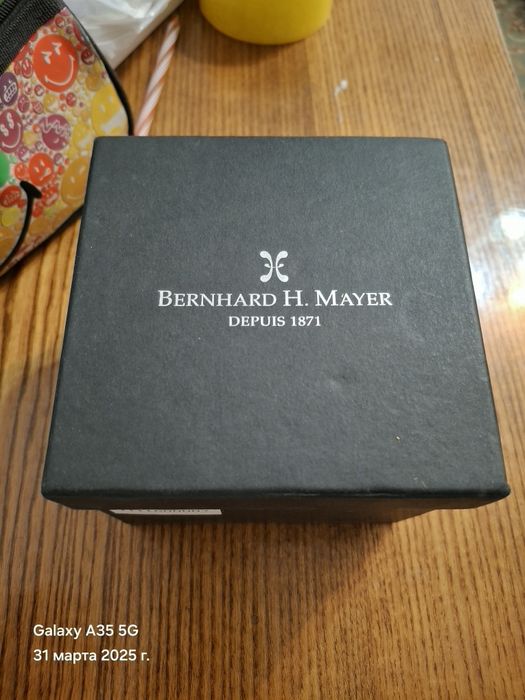 BERNHARD H. MAYER
DEPUIS 1871
Galaxy A35 5G
31 марта 2025 г.